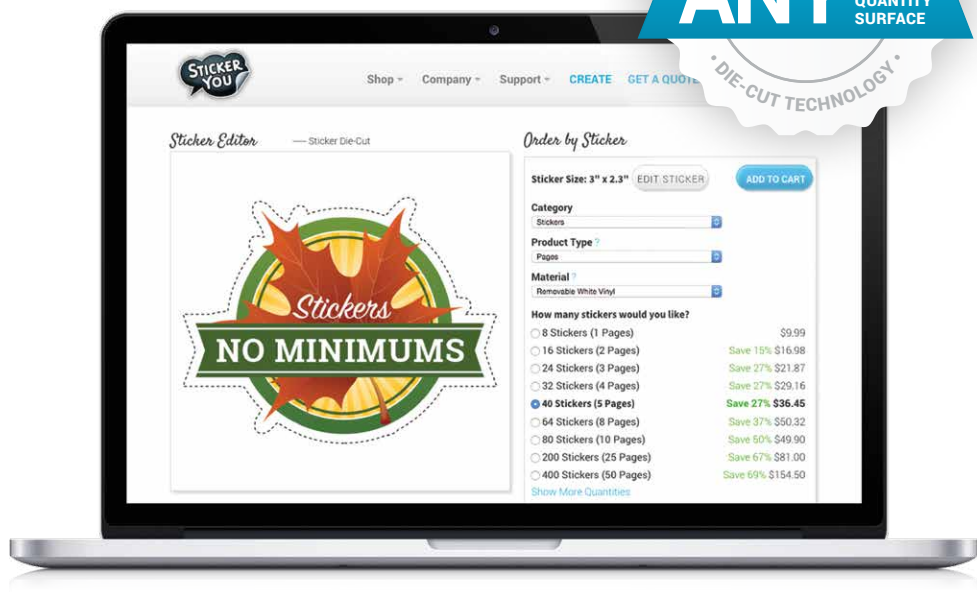 ANY
QUANTITY
SURFACE
• DIE-CUT TECHNOLOGY •
STICKER
YOU
Shop Company Support CREATE GET A QUOTE
Sticker Editor
Sticker Die-Cut
Stickers
NO MINIMUMS
Order by Sticker
Sticker Size: 3" x 2.3" EDIT STICKER ADD TO CART
Category
Stickers
Product Type ?
Pages
Material ?
Removable White Vinyl
How many stickers would you like?
8 Stickers (1 Pages) $9.99
16 Stickers (2 Pages) Save 15% $16.98
24 Stickers (3 Pages) Save 27% $21.87
32 Stickers (4 Pages) Save 27% $29.16
40 Stickers (5 Pages) Save 27% $36.45
64 Stickers (8 Pages) Save 37% $50.32
80 Stickers (10 Pages) Save 50% $49.90
200 Stickers (25 Pages) Save 67% $81.00
400 Stickers (50 Pages) Save 69% $154.50
Show More Quantities